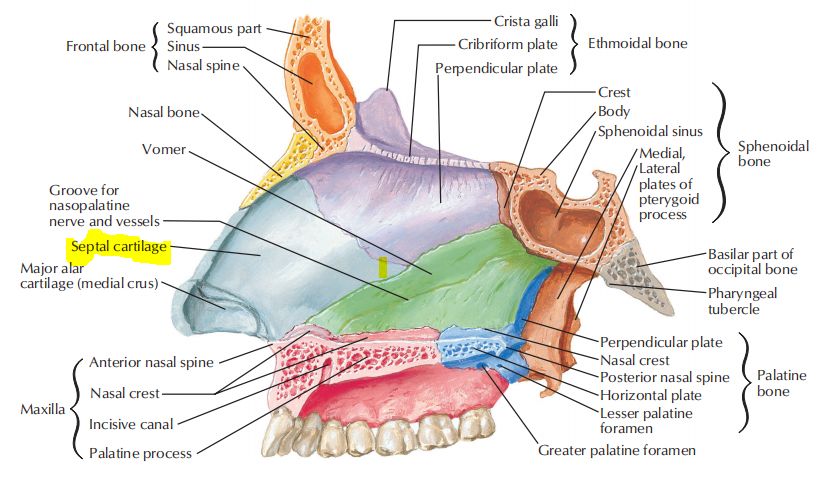 Frontal bone
Squamous part
Sinus
Nasal spine
Nasal bone
Vomer
Groove for
nasopalatine
nerve and vessels
Septal cartilage
Major alar
cartilage (medial crus)
Maxilla
Anterior nasal spine
Nasal crest
Incisive canal
Palatine process
Crista galli
Cribriform plate
Perpendicular plate
Ethmoidal bone
Crest
Body
Sphenoidal sinus
Medial,
Lateral
plates of
pterygoid
process
Sphenoidal
bone
Basilar part of
occipital bone
Pharyngeal
tubercle
Perpendicular plate
Nasal crest
Posterior nasal spine
Horizontal plate
Lesser palatine
foramen
Greater palatine foramen
Palatine
bone